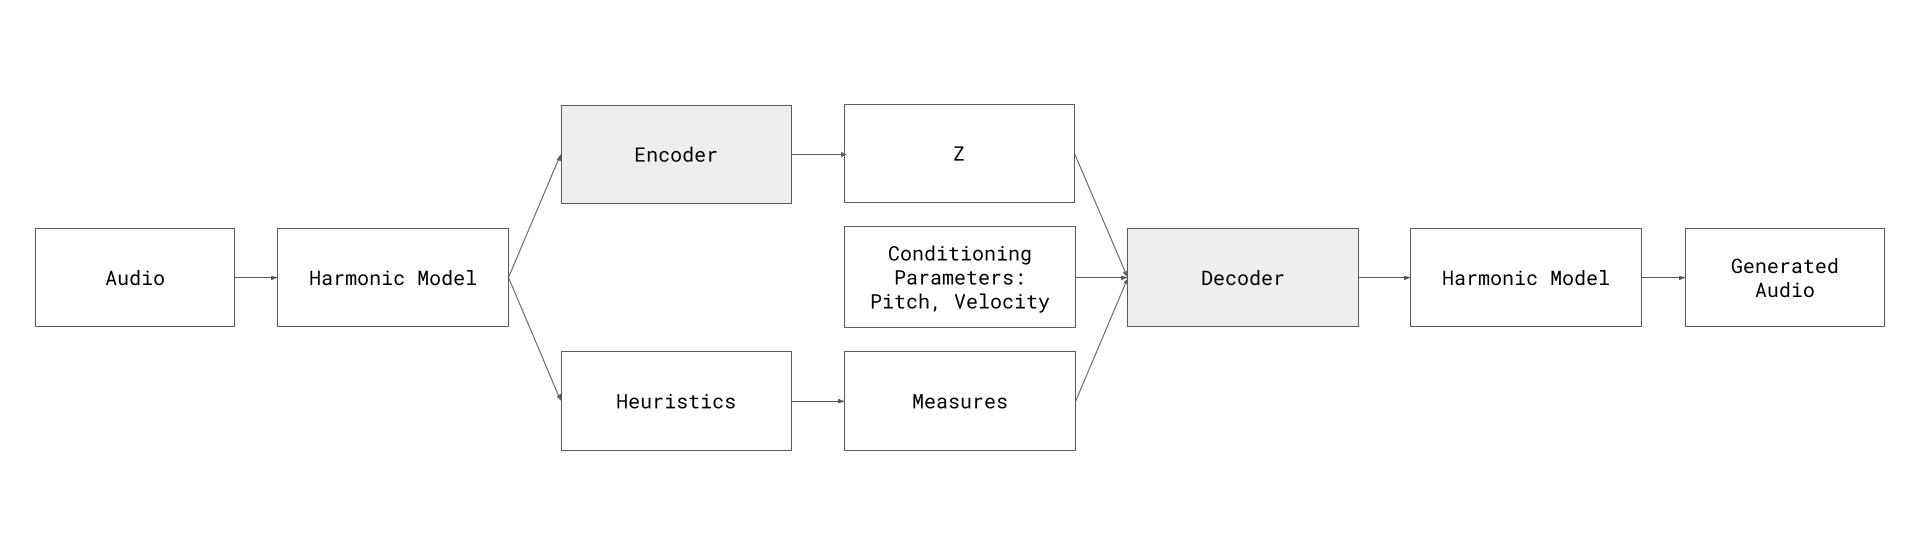 Audio
Harmonic Model
Encoder
Z
Conditioning
Parameters:
Pitch, Velocity
Heuristics
Measures
Decoder
Harmonic Model
Generated
Audio